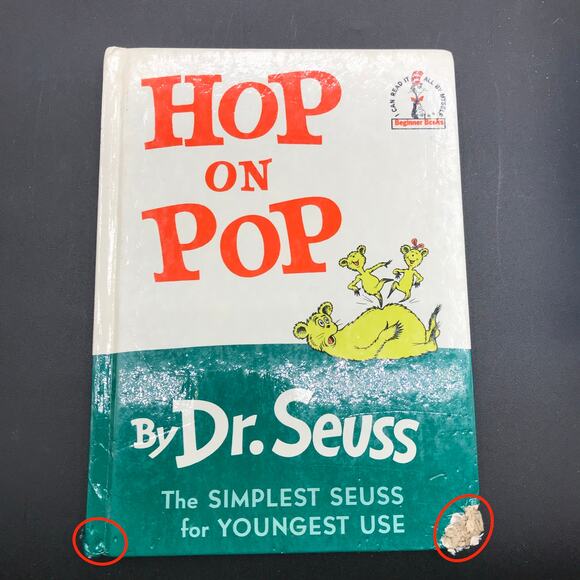 HOP
ON
POP
I CAN READ IT ALL BY MYSELF
Beginner Books
By Dr. Seuss
The SIMPLEST SEUSS
for YOUNGEST USE